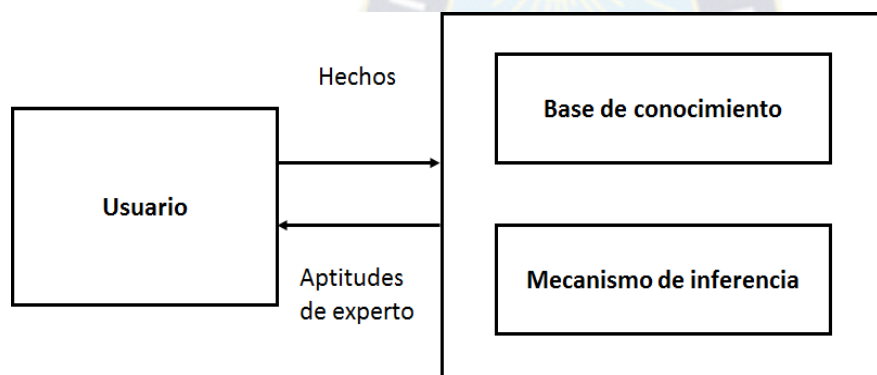 Hechos
Base de conocimiento
Usuario
Aptitudes
de experto
Mecanismo de inferencia